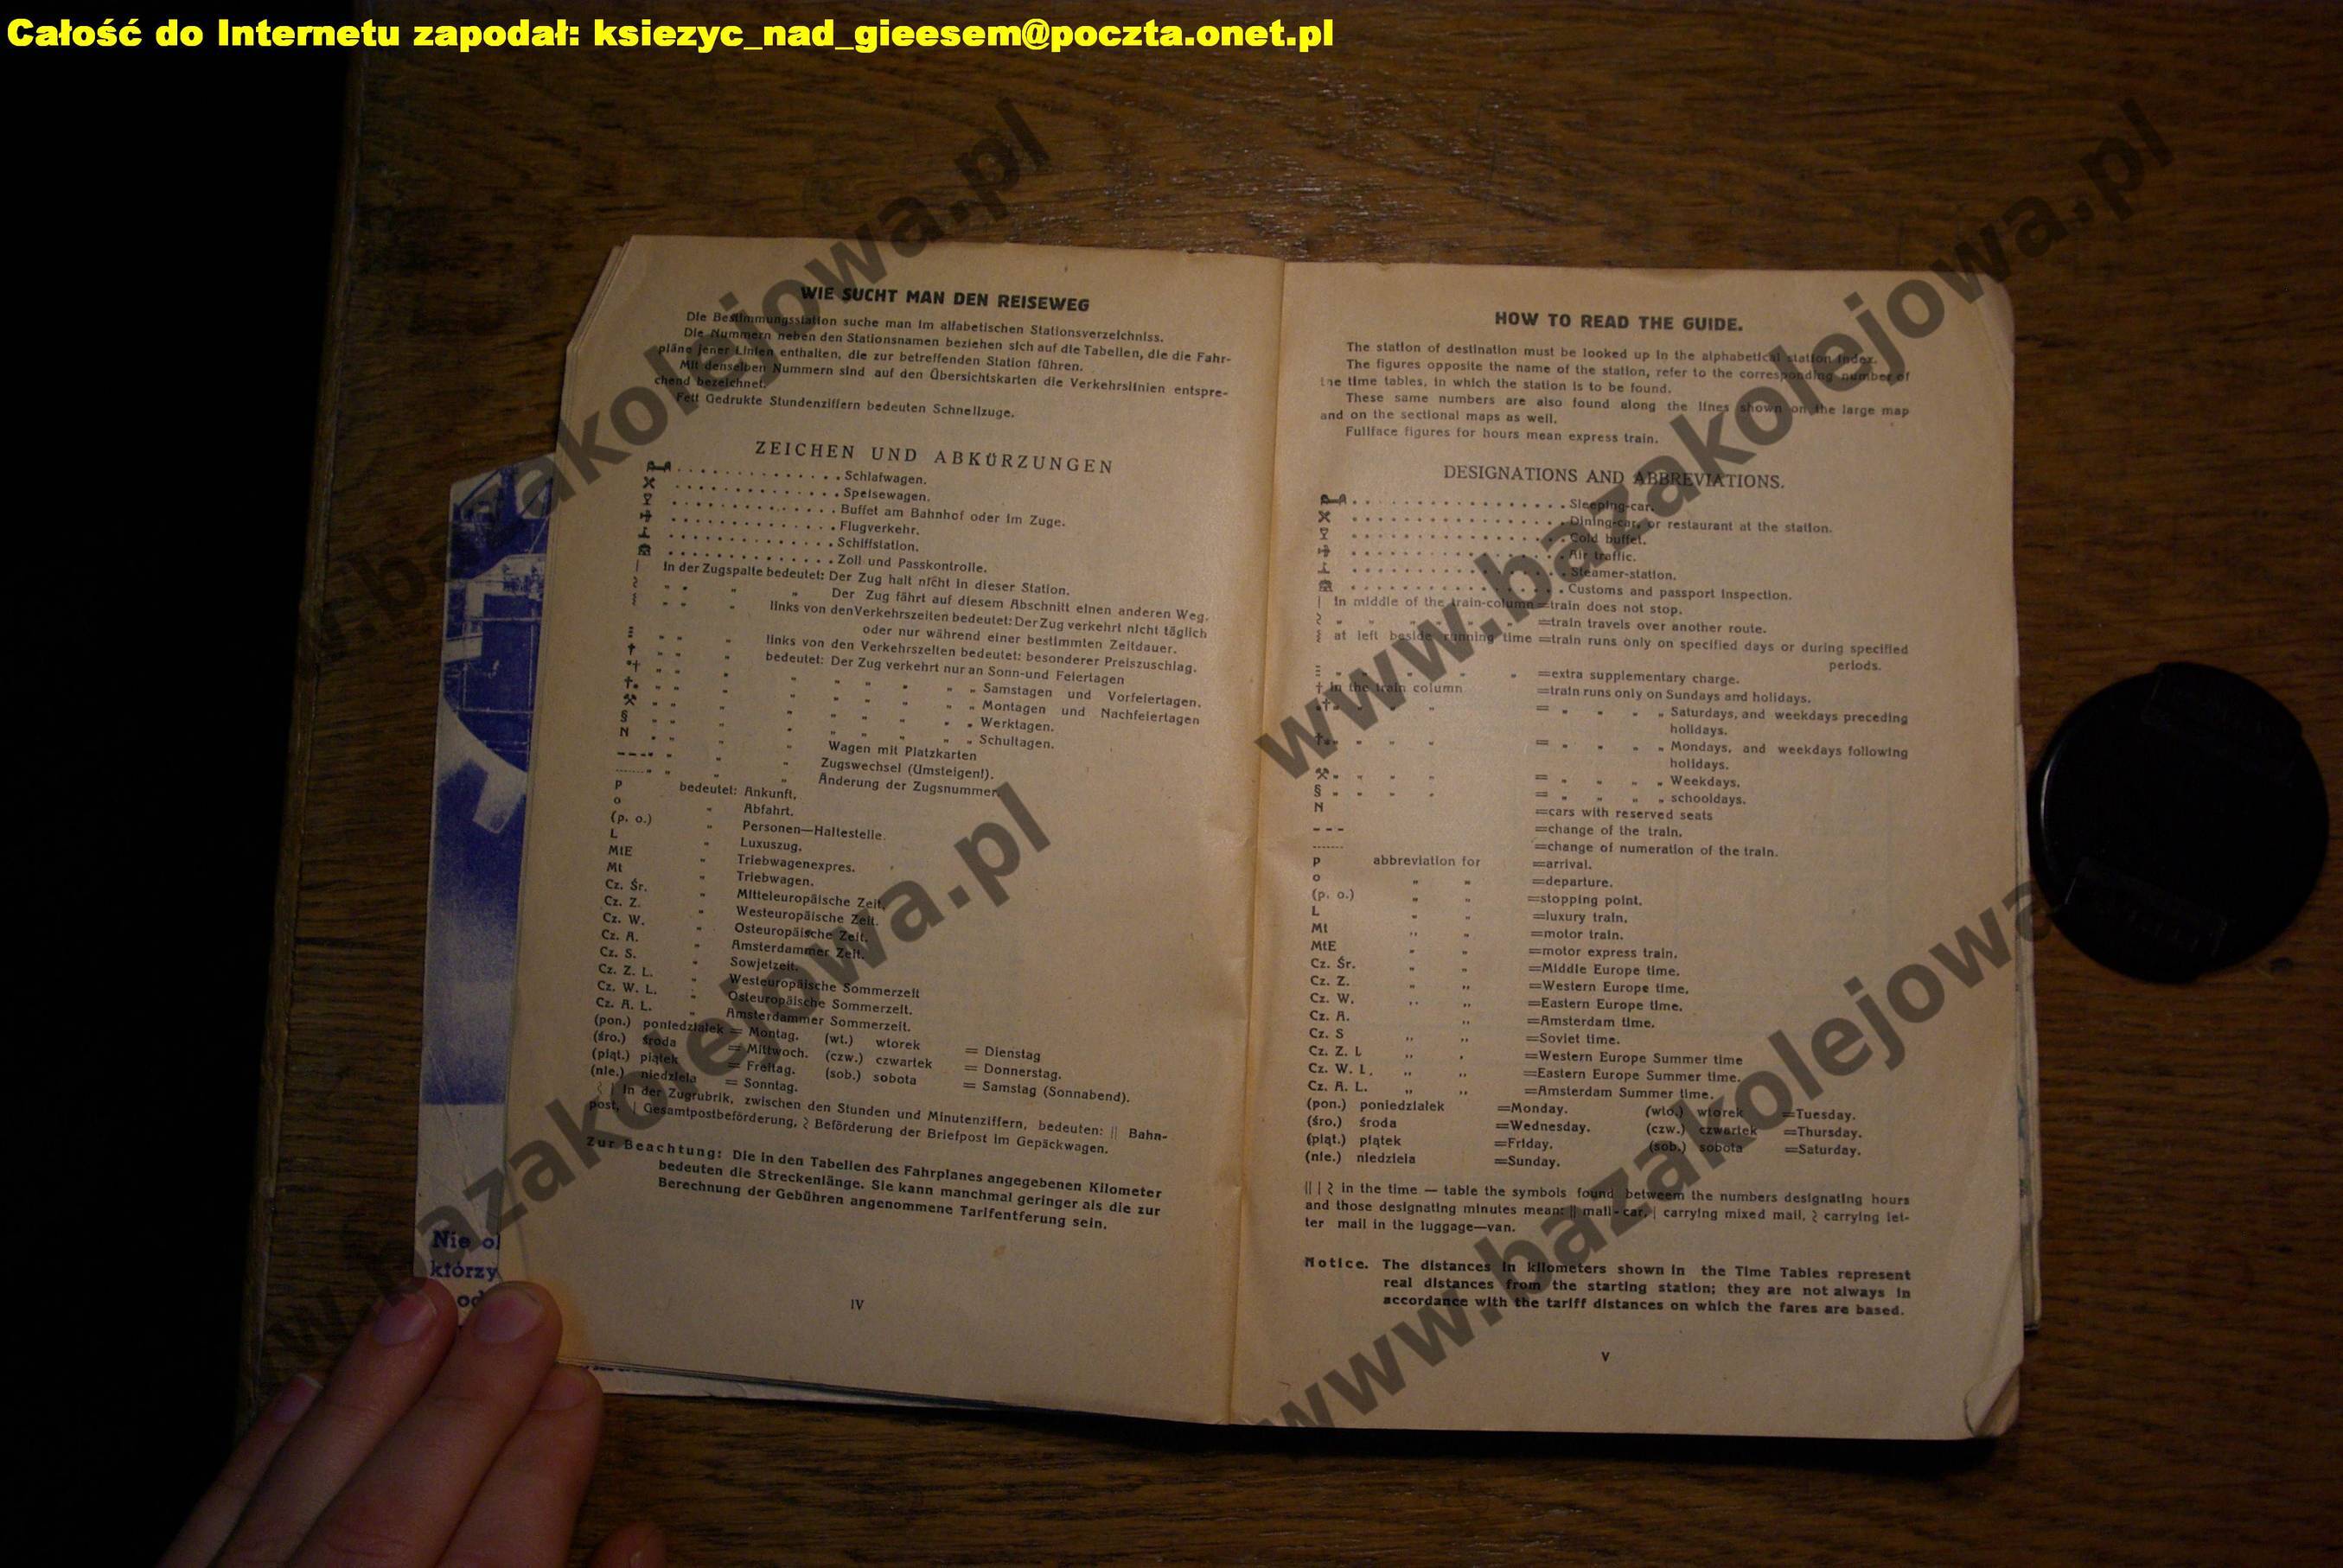 Całość do Internetu zapodał: ksiezyc_nad_gieesem@poczta.onet.pl
WIE SUCHT MAN DEN REISEWEG
Die Bestimmungsstation suche man im alfabetischen Stationsverzeichniss.
Die Nummern neben den Stationsnamen beziehen sich auf die Tabellen, die die Fahr-
pläne jener Linien enthalten, die zur betreffenden Station führen.
Mit denselben Nummern sind auf den Übersichtskarten die Verkehrslinien entspre-
chend bezeichnet.
Fett Gedrukte Stundenziffern bedeuten Schnellzuge.
ZEICHEN UND ABKÜRZUNGEN
. . . . . . . . . . . . . . Schlafwagen.
. . . . . . . . . . . . . . Speisewagen.
. . . . . . . . . . . . . . Buffet am Bahnhof oder im Zuge.
. . . . . . . . . . . . . . Flugverkehr.
. . . . . . . . . . . . . . Schiffstation.
. . . . . . . . . . . . . . Zoll und Passkontrolle.
| In der Zugspalte bedeutet: Der Zug halt nicht in dieser Station.
" " " " Der Zug fährt auf diesem Abschnitt einen anderen Weg.
" " " links von den Verkehrszeiten bedeutet: Der Zug verkehrt nicht täglich
oder nur während einer bestimmten Zeitdauer.
" " " links von den Verkehrszeiten bedeutet: besonderer Preiszuschlag.
† " " " bedeutet: Der Zug verkehrt nur an Sonn-und Feiertagen
•† " " " " " " " " " Samstagen und Vorfeiertagen.
†• " " " " " " " " " Montagen und Nachfeiertagen
⚒ " " " " " " " " " Werktagen.
§ " " " " " " " " " Schultagen.
N " " " " Wagen mit Platzkarten
---- " " " " Zugswechsel (Umsteigen!).
........ " " " " Änderung der Zugsnummer.
p bedeutet: Ankunft.
o " Abfahrt.
(p. o.) " Personen—Haltestelle.
L " Luxuszug.
MtE " Triebwagenexpres.
Mt " Triebwagen.
Cz. Śr. " Mitteleuropäische Zeit.
Cz. Z. " Westeuropäische Zeit.
Cz. W. " Osteuropäische Zeit.
Cz. A. " Amsterdammer Zeit.
Cz. S. " Sowjetzeit.
Cz. Z. L. " Westeuropäische Sommerzeit
Cz. W. L. " Osteuropäische Sommerzeit.
Cz. A. L. " Amsterdammer Sommerzeit.
(pon.) poniedzialek = Montag. (wt.) wtorek = Dienstag
(śro.) środa = Mittwoch. (czw.) czwartek = Donnerstag.
(piąt.) piątek = Freitag. (sob.) sobota = Samstag (Sonnabend).
(nie.) niedziela = Sonntag.
In der Zugrubrik, zwischen den Stunden und Minutenziffern, bedeuten: || Bahn-
post, | Gesamtpostbeförderung, Beförderung der Briefpost im Gepäckwagen.
Zur Beachtung: Die in den Tabellen des Fahrplanes angegebenen Kilometer
bedeuten die Streckenlänge. Sie kann manchmal geringer als die zur
Berechnung der Gebühren angenommene Tarifentferung sein.
IV
HOW TO READ THE GUIDE.
The station of destination must be looked up in the alphabetical station index.
The figures opposite the name of the station, refer to the corresponding number of
the time tables, in which the station is to be found.
These same numbers are also found along the lines shown on the large map
and on the sectional maps as well.
Fullface figures for hours mean express train.
DESIGNATIONS AND ABBREVIATIONS.
. . . . . . . . . . . . . . Sleeping-car.
. . . . . . . . . . . . . . Dining-car, or restaurant at the station.
. . . . . . . . . . . . . . Cold buffet.
. . . . . . . . . . . . . . Air traffic.
. . . . . . . . . . . . . . Steamer-station.
. . . . . . . . . . . . . . Customs and passport inspection.
| In middle of the train-column =train does not stop.
" " " " " =train travels over another route.
at left beside running time =train runs only on specified days or during specified
periods.
" " " " " =extra supplementary charge.
† In the train column =train runs only on Sundays and holidays.
•† " " " = " " " " Saturdays, and weekdays preceding
holidays.
†• " " " = " " " " Mondays, and weekdays following
holidays.
⚒ " " " " = " " " " Weekdays.
§ " " " " = " " " " schooldays.
N =cars with reserved seats
--- =change of the train.
....... =change of numeration of the train.
p abbreviation for =arrival.
o " " =departure.
(p. o.) " " =stopping point.
L " " =luxury train.
Mt " " =motor train.
MtE " " =motor express train.
Cz. Śr. " " =Middle Europe time.
Cz. Z. " " =Western Europe time.
Cz. W. " " =Eastern Europe time.
Cz. A. " =Amsterdam time.
Cz. S " " =Soviet time.
Cz. Z. L " " =Western Europe Summer time
Cz. W. L. " " =Eastern Europe Summer time.
Cz. A. L. " " =Amsterdam Summer time.
(pon.) poniedzialek =Monday. (wto.) wtorek =Tuesday.
(śro.) środa =Wednesday. (czw.) czwartek =Thursday.
(piąt.) piątek =Friday. (sob.) sobota =Saturday.
(nie.) niedziela =Sunday.
|| | in the time — table the symbols found betweem the numbers designating hours
and those designating minutes mean: || mail-car, | carrying mixed mail, carrying let-
ter mail in the luggage—van.
Notice. The distances in kilometers shown in the Time Tables represent
real distances from the starting station; they are not always in
accordance with the tariff distances on which the fares are based.
V
Nie
którzy
od
www.bazakolejowa.pl
www.bazakolejowa.pl
www.bazakolejowa.pl
www.bazakolejowa